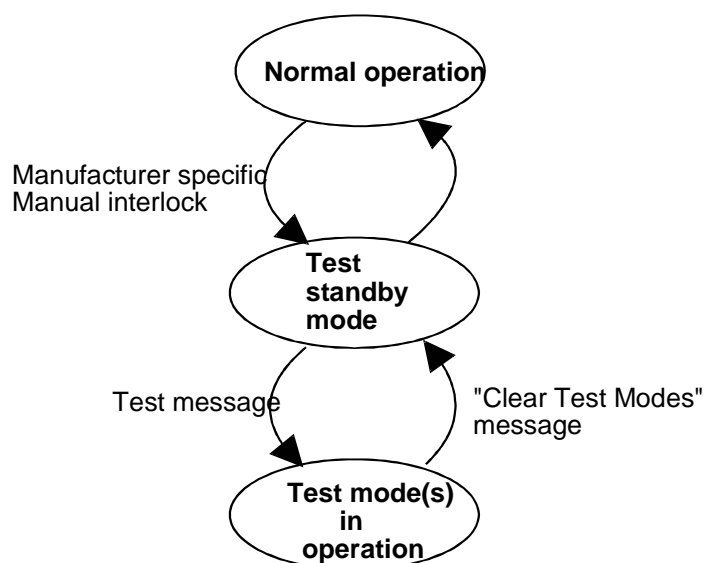 Normal operation
Manufacturer specific
Manual interlock
Test
standby
mode
Test message
"Clear Test Modes"
message
Test mode(s)
in
operation